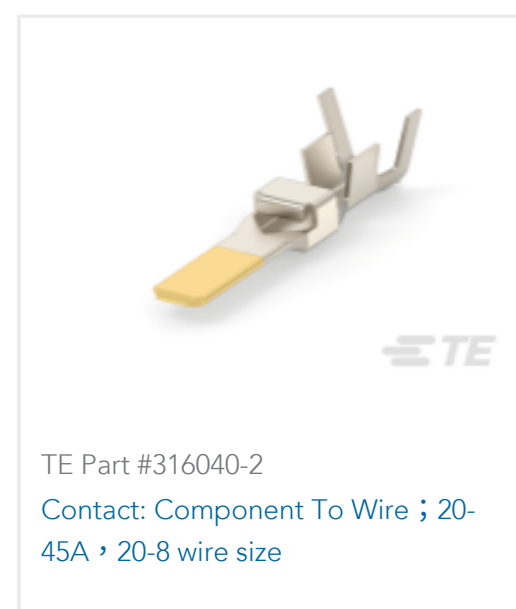 TE
TE Part #316040-2
Contact: Component To Wire；20-
45A，20-8 wire size